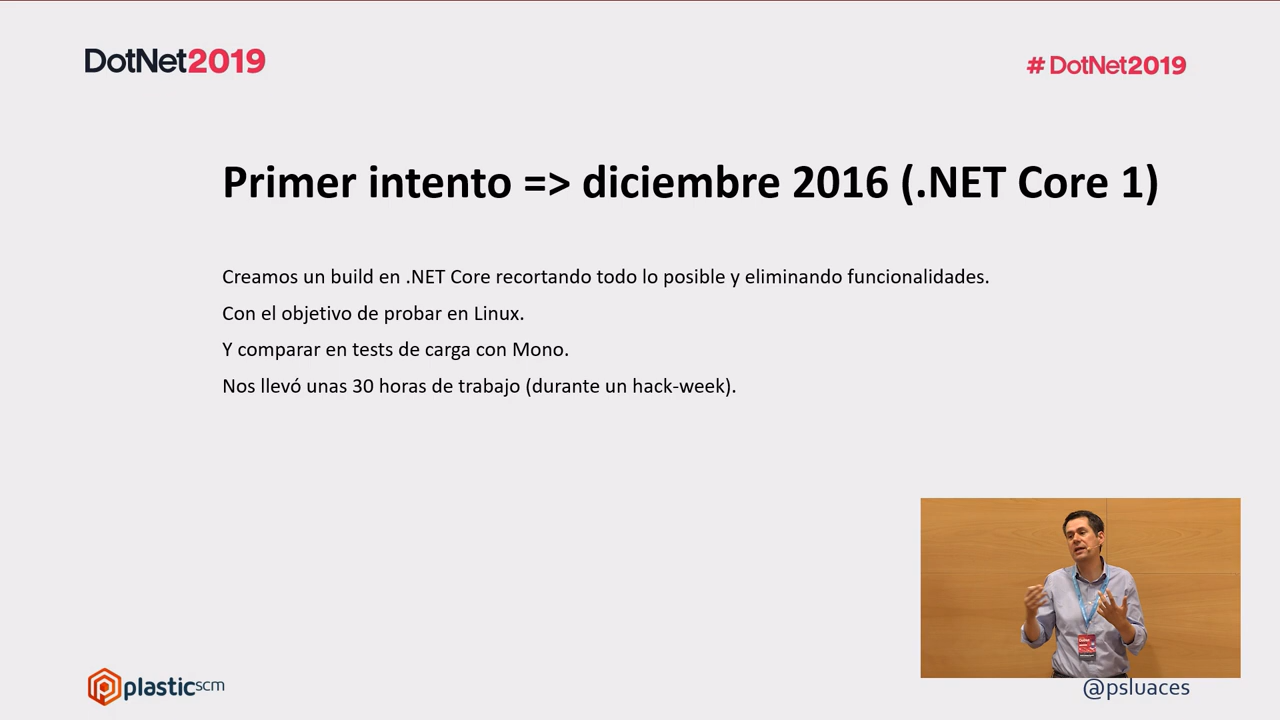 DotNet2019
# DotNet2019
Primer intento => diciembre 2016 (.NET Core 1)
Creamos un build en .NET Core recortando todo lo posible y eliminando funcionalidades.
Con el objetivo de probar en Linux.
Y comparar en tests de carga con Mono.
Nos llevó unas 30 horas de trabajo (durante un hack-week).
plastic scm
@psluaces